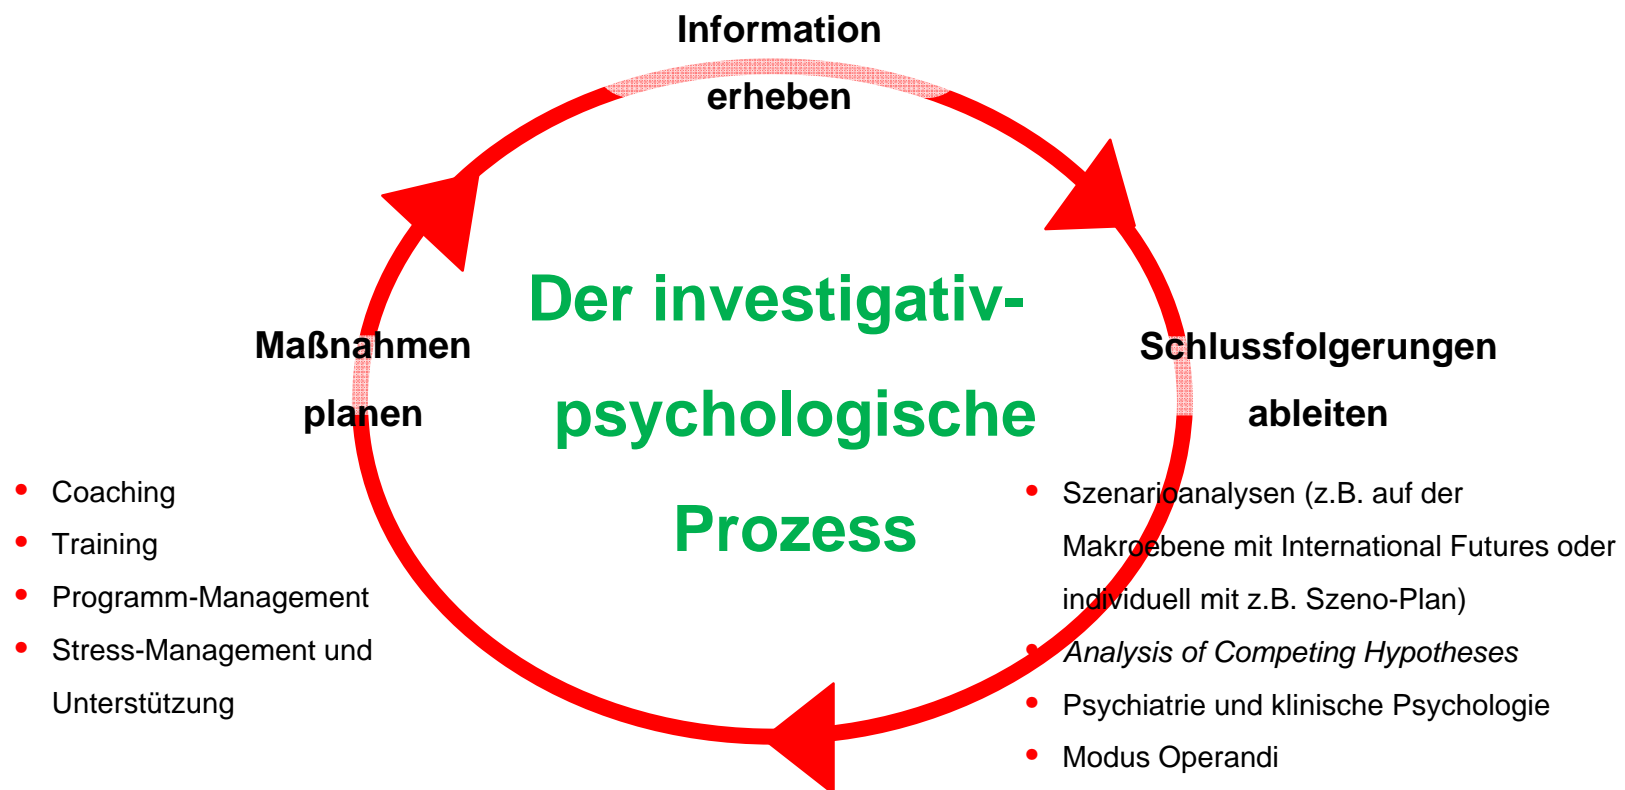 Information
erheben
Der investigativ-
psychologische
Prozess
Maßnahmen
planen
• Coaching
• Training
• Programm-Management
• Stress-Management und
Unterstützung
Schlussfolgerungen
ableiten
• Szenarioanalysen (z.B. auf der
Makroebene mit International Futures oder
individuell mit z.B. Szeno-Plan)
• Analysis of Competing Hypotheses
• Psychiatrie und klinische Psychologie
• Modus Operandi